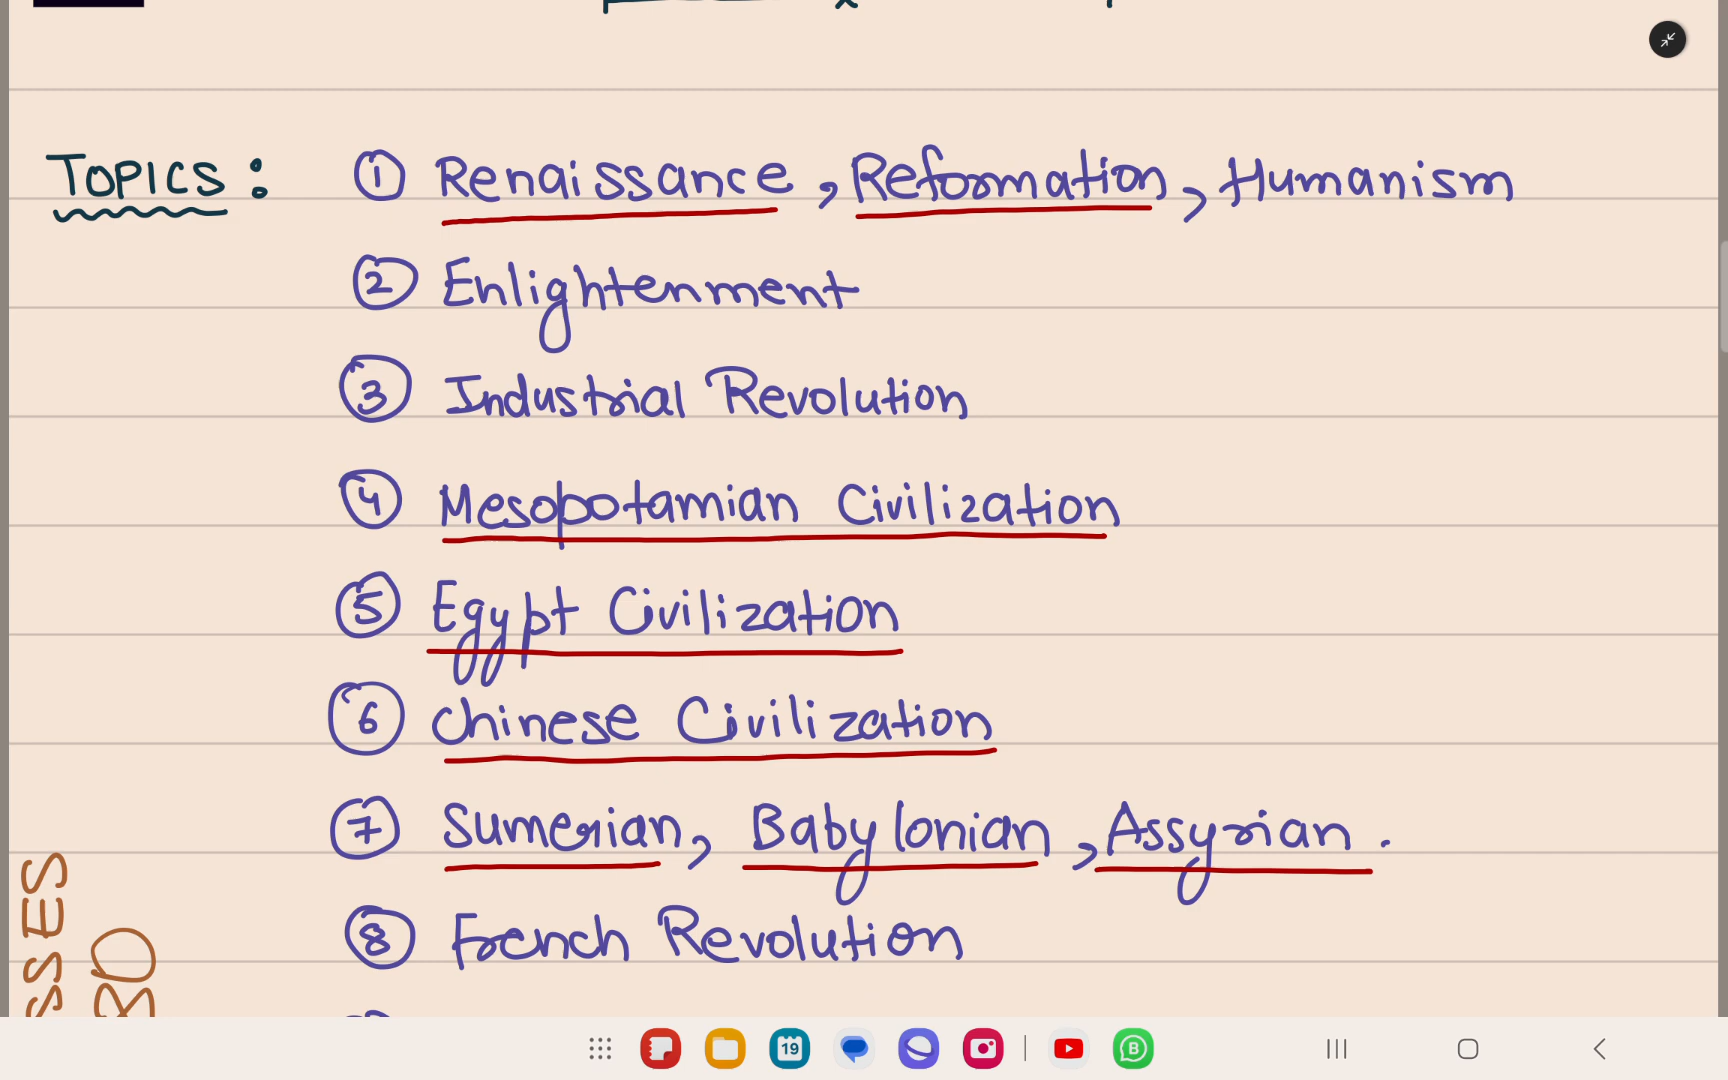 TOPICS : ① Renaissance, Reformation, Humanism
② Enlightenment
③ Industrial Revolution
④ Mesopotamian Civilization
⑤ Egypt Civilization
⑥ Chinese Civilization
⑦ Sumerian, Babylonian, Assyrian.
⑧ French Revolution
19
B